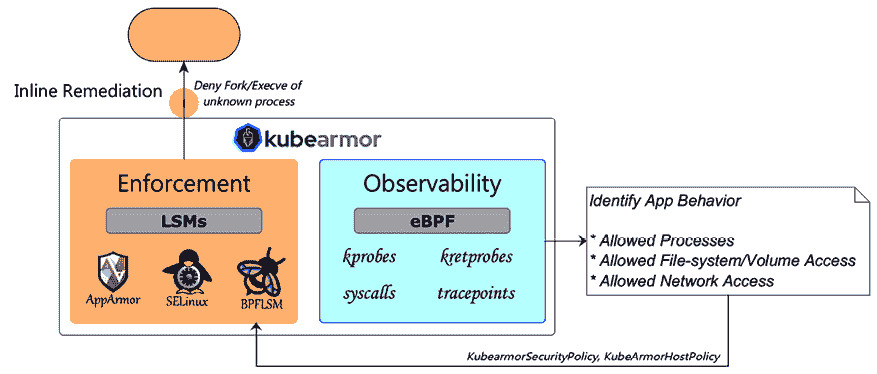 Inline Remediation
Deny Fork/Execve of
unknown process
kubearmor
Enforcement
LSMs
AppArmor
SELinux
BPFLSM
Observability
eBPF
kprobes
kretprobes
syscalls
tracepoints
Identify App Behavior
* Allowed Processes
* Allowed File-system/Volume Access
* Allowed Network Access
KubearmorSecurityPolicy, KubeArmorHostPolicy